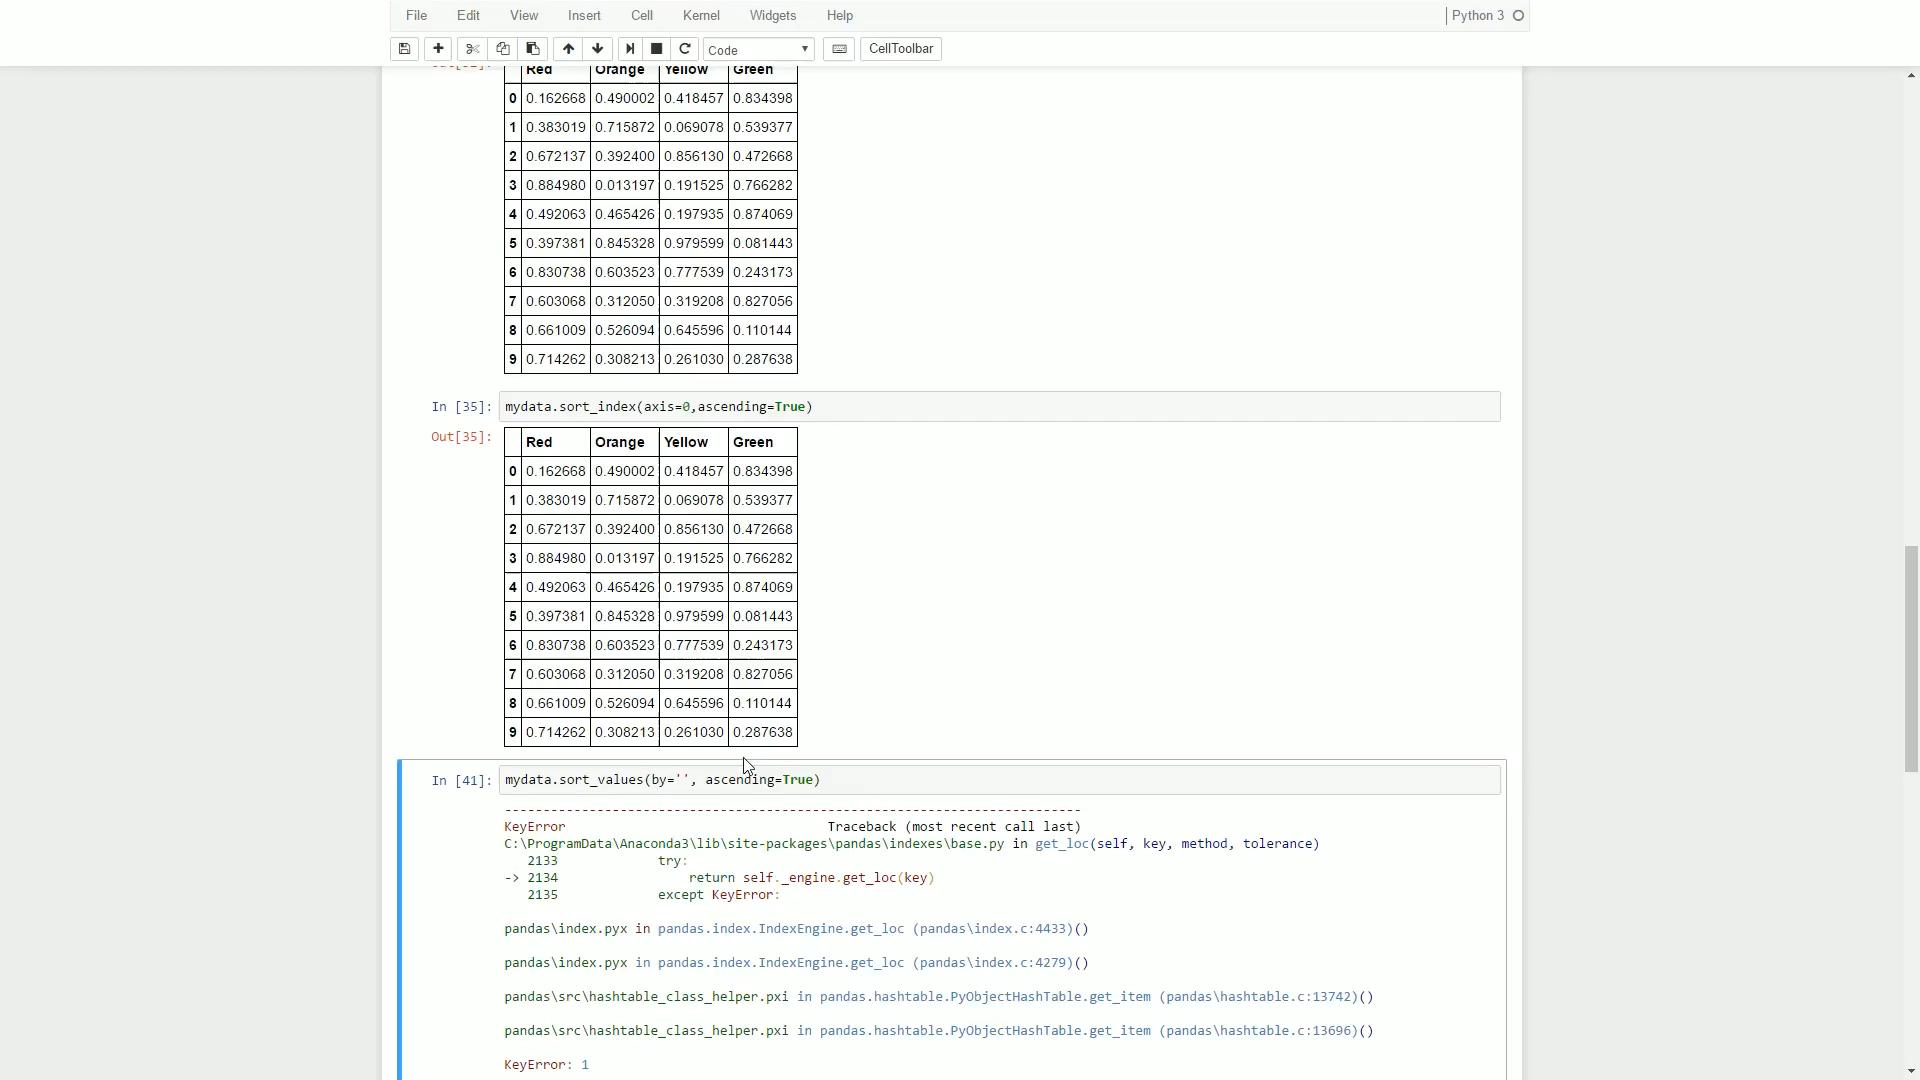 File Edit View Insert Cell Kernel Widgets Help Python 3
Code CellToolbar
Red Orange Yellow Green
0 0.162668 0.490002 0.418457 0.834398
1 0.383019 0.715872 0.069078 0.539377
2 0.672137 0.392400 0.856130 0.472668
3 0.884980 0.013197 0.191525 0.766282
4 0.492063 0.465426 0.197935 0.874069
5 0.397381 0.845328 0.979599 0.081443
6 0.830738 0.603523 0.777539 0.243173
7 0.603068 0.312050 0.319208 0.827056
8 0.661009 0.526094 0.645596 0.110144
9 0.714262 0.308213 0.261030 0.287638
In [35]: mydata.sort_index(axis=0,ascending=True)
Out[35]:
Red Orange Yellow Green
0 0.162668 0.490002 0.418457 0.834398
1 0.383019 0.715872 0.069078 0.539377
2 0.672137 0.392400 0.856130 0.472668
3 0.884980 0.013197 0.191525 0.766282
4 0.492063 0.465426 0.197935 0.874069
5 0.397381 0.845328 0.979599 0.081443
6 0.830738 0.603523 0.777539 0.243173
7 0.603068 0.312050 0.319208 0.827056
8 0.661009 0.526094 0.645596 0.110144
9 0.714262 0.308213 0.261030 0.287638
In [41]: mydata.sort_values(by='', ascending=True)
---------------------------------------------------------------------------
KeyError Traceback (most recent call last)
C:\ProgramData\Anaconda3\lib\site-packages\pandas\indexes\base.py in get_loc(self, key, method, tolerance)
2133 try:
-> 2134 return self._engine.get_loc(key)
2135 except KeyError:
pandas\index.pyx in pandas.index.IndexEngine.get_loc (pandas\index.c:4433)()
pandas\index.pyx in pandas.index.IndexEngine.get_loc (pandas\index.c:4279)()
pandas\src\hashtable_class_helper.pxi in pandas.hashtable.PyObjectHashTable.get_item (pandas\hashtable.c:13742)()
pandas\src\hashtable_class_helper.pxi in pandas.hashtable.PyObjectHashTable.get_item (pandas\hashtable.c:13696)()
KeyError: 1